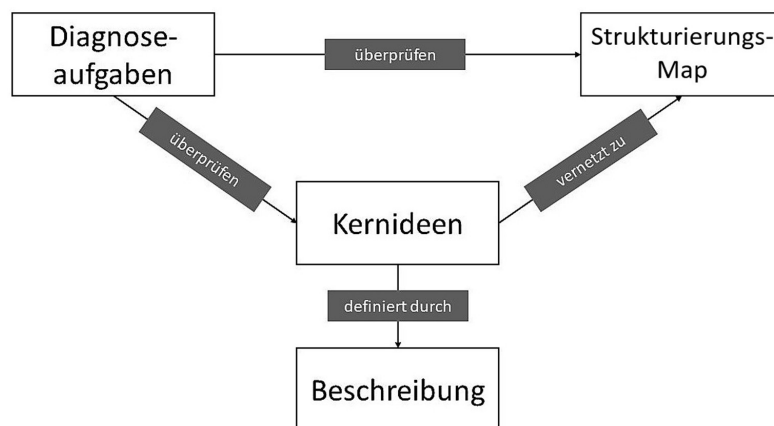 Diagnose-
aufgaben
überprüfen
Strukturierungs-
Map
überprüfen
vernetzt zu
Kernideen
definiert durch
Beschreibung